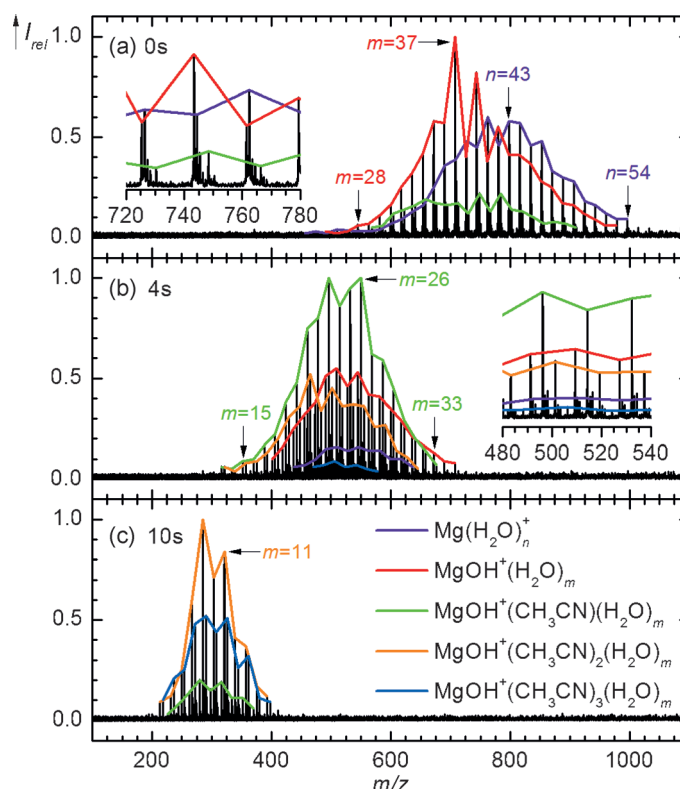 ↑ I_rel
1.0
0.5
0.0
(a) 0s
m=37
n=43
m=28
n=54
720 740 760 780
1.0
0.5
0.0
(b) 4s
m=26
m=15
m=33
480 500 520 540
1.0
0.5
0.0
(c) 10s
m=11
Mg(H₂O)ₙ⁺
MgOH⁺(H₂O)ₘ
MgOH⁺(CH₃CN)(H₂O)ₘ
MgOH⁺(CH₃CN)₂(H₂O)ₘ
MgOH⁺(CH₃CN)₃(H₂O)ₘ
200 400 600 800 1000
m/z